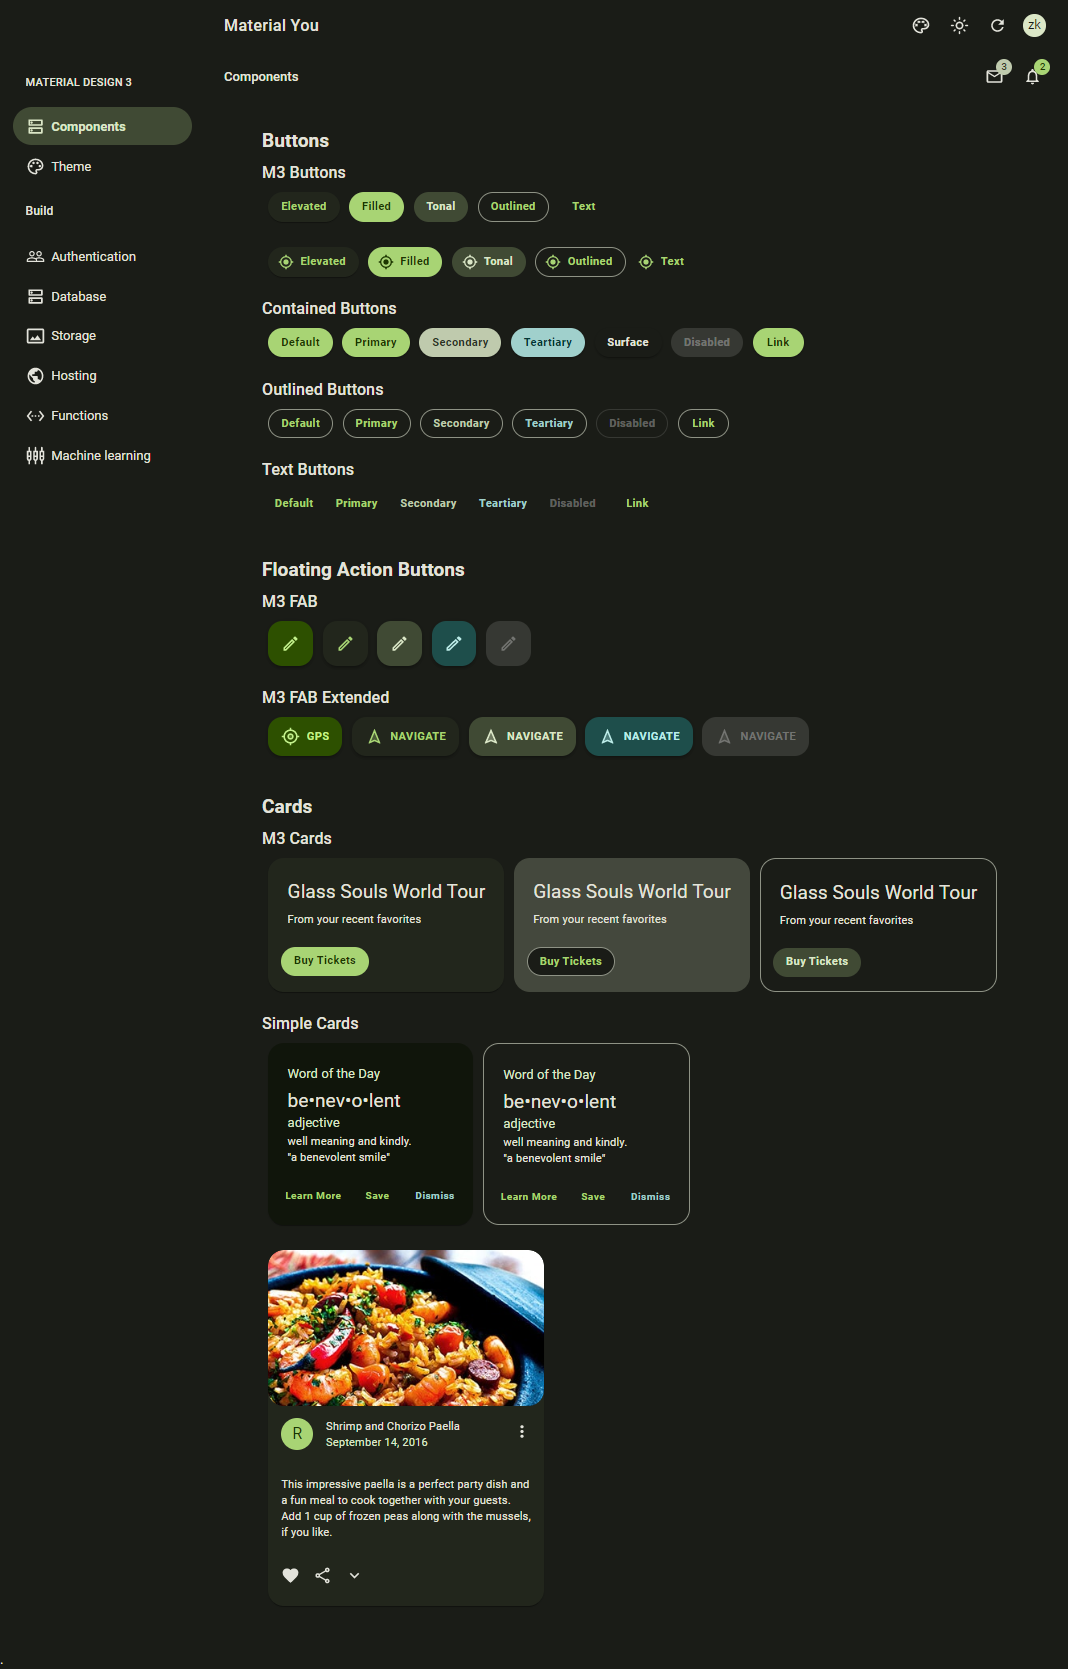 Material You
zk
MATERIAL DESIGN 3
Components
Theme
Build
Authentication
Database
Storage
Hosting
Functions
Machine learning
Components
3
2
Buttons
M3 Buttons
Elevated Filled Tonal Outlined Text
Elevated Filled Tonal Outlined Text
Contained Buttons
Default Primary Secondary Teartiary Surface Disabled Link
Outlined Buttons
Default Primary Secondary Teartiary Disabled Link
Text Buttons
Default Primary Secondary Teartiary Disabled Link
Floating Action Buttons
M3 FAB
M3 FAB Extended
GPS NAVIGATE NAVIGATE NAVIGATE NAVIGATE
Cards
M3 Cards
Glass Souls World Tour
From your recent favorites
Buy Tickets
Glass Souls World Tour
From your recent favorites
Buy Tickets
Glass Souls World Tour
From your recent favorites
Buy Tickets
Simple Cards
Word of the Day
be•nev•o•lent
adjective
well meaning and kindly.
"a benevolent smile"
Learn More Save Dismiss
Word of the Day
be•nev•o•lent
adjective
well meaning and kindly.
"a benevolent smile"
Learn More Save Dismiss
R
Shrimp and Chorizo Paella
September 14, 2016
This impressive paella is a perfect party dish and
a fun meal to cook together with your guests.
Add 1 cup of frozen peas along with the mussels,
if you like.
.